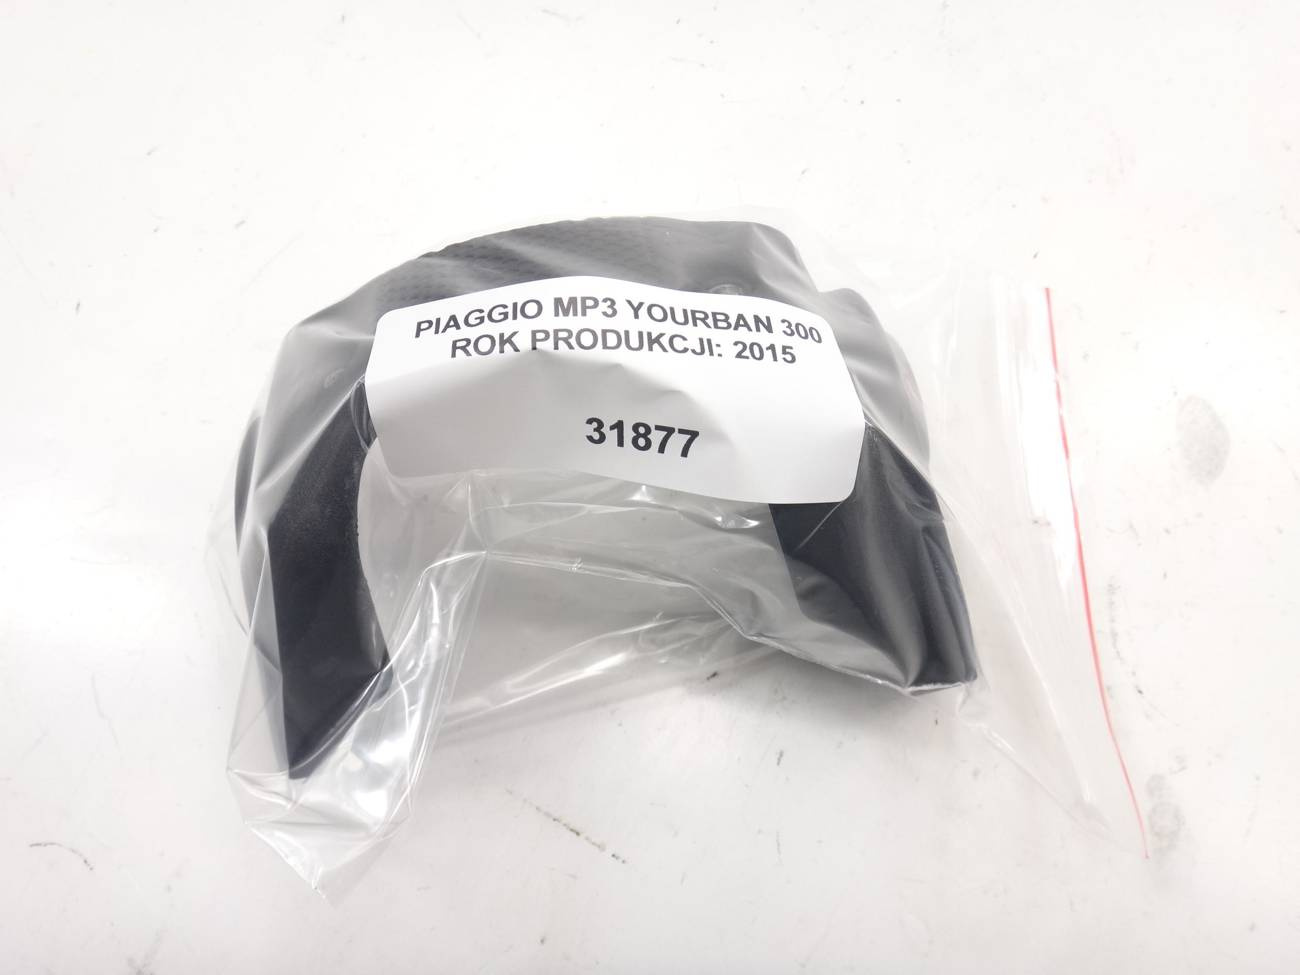 PIAGGIO MP3 YOURBAN 300
ROK PRODUKCJI: 2015
31877